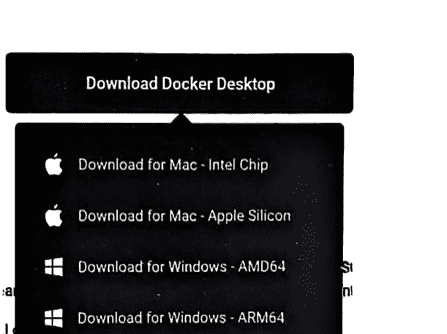 Download Docker Desktop
Download for Mac - Intel Chip
Download for Mac - Apple Silicon
Download for Windows - AMD64
Download for Windows - ARM64